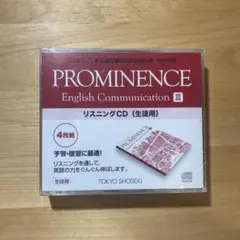 PROMINENCE
English Communication Ⅲ
リスニングCD（生徒用）
4枚組
予習・復習に最適！
リスニングを通して、
英語の力をぐんぐん伸ばします。
生徒用
TOKYO SHOSEKI